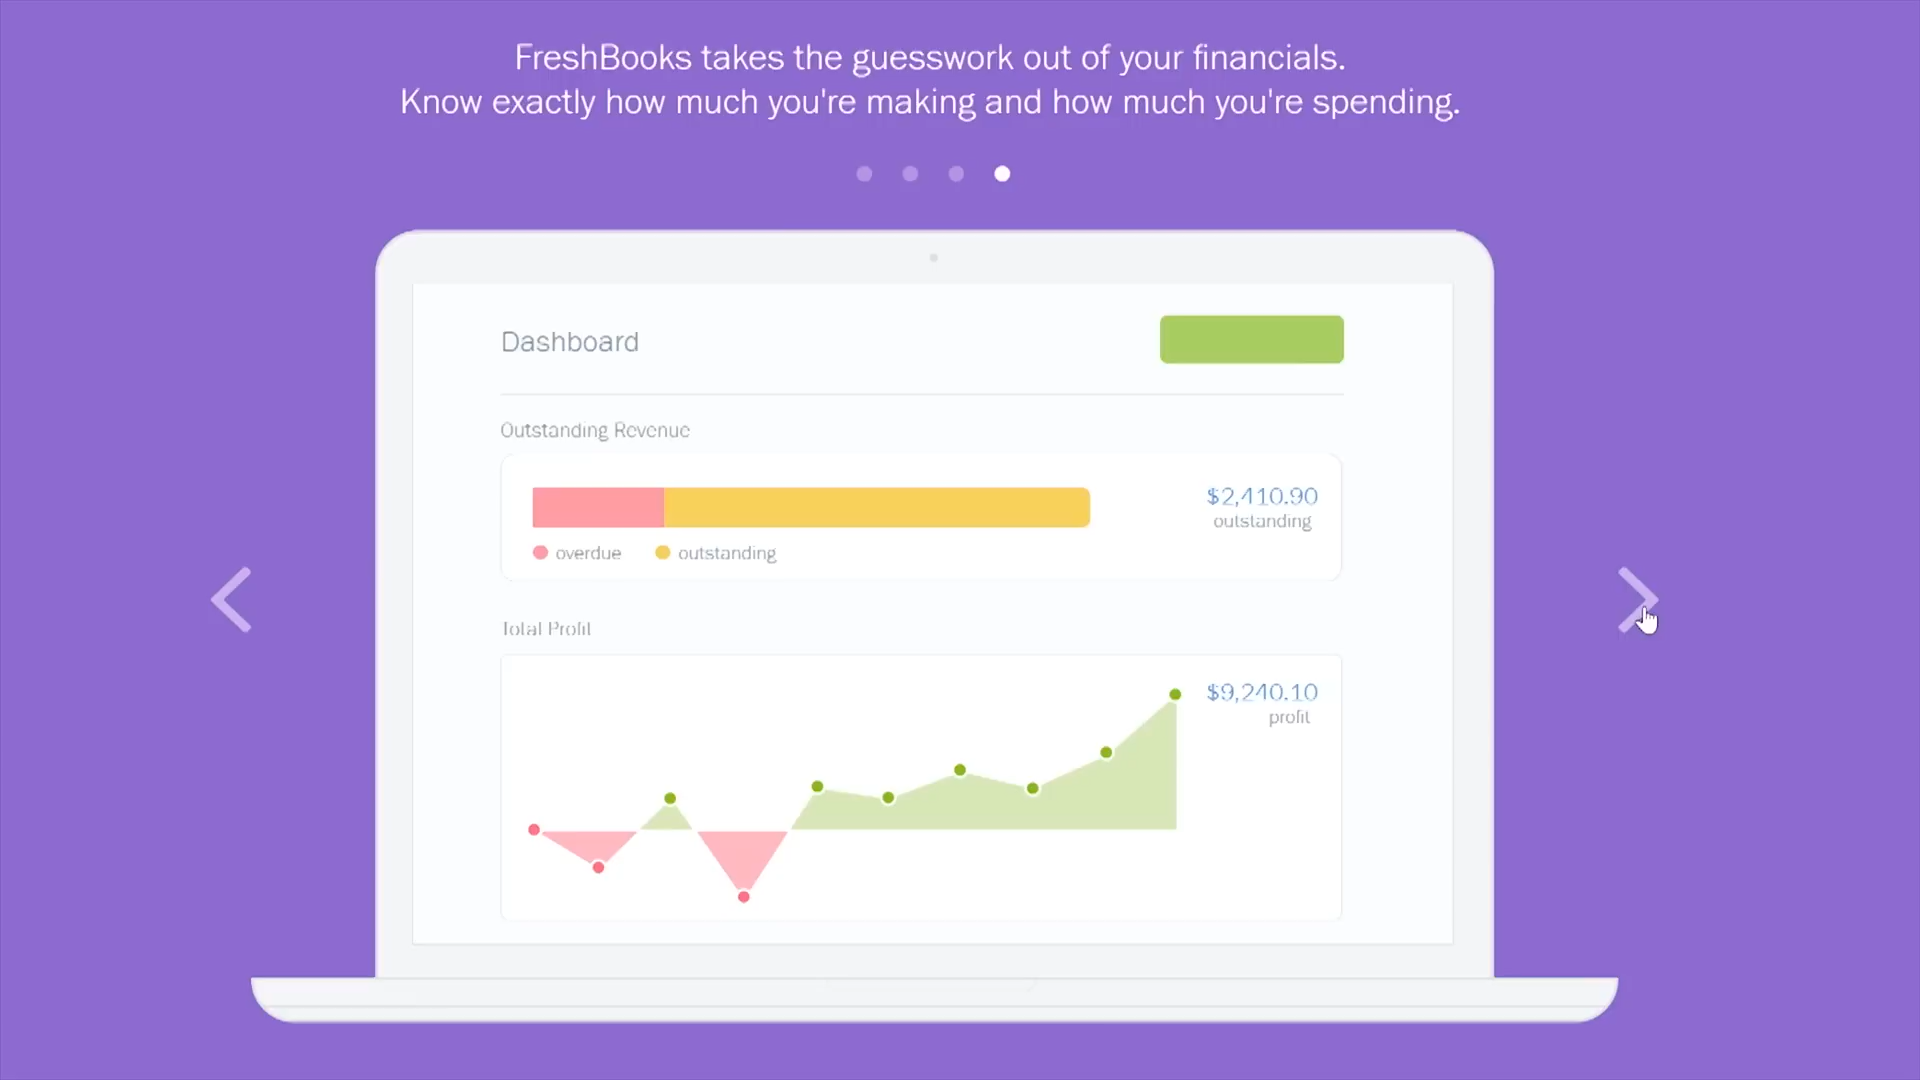 FreshBooks takes the guesswork out of your financials.
Know exactly how much you're making and how much you're spending.
Dashboard
Outstanding Revenue
$2,410.90
outstanding
overdue outstanding
Total Profit
$9,240.10
profit